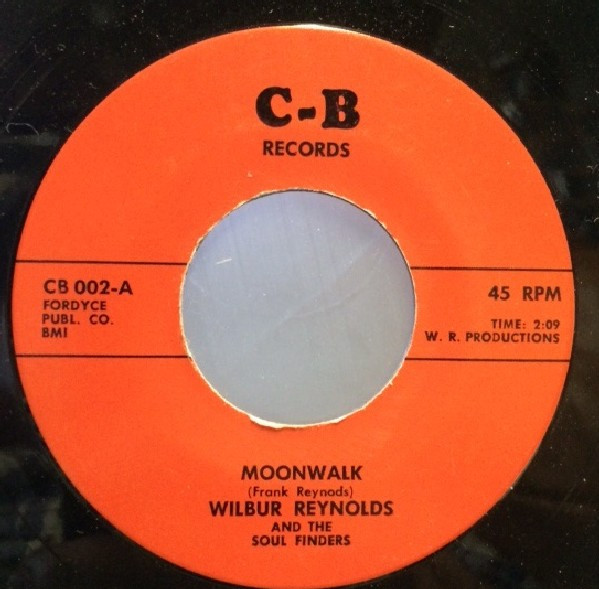 C-B
RECORDS
CB 002-A
FORDYCE
PUBL. CO.
BMI
45 RPM
TIME: 2:09
W. R. PRODUCTIONS
MOONWALK
(Frank Reynods)
WILBUR REYNOLDS
AND THE
SOUL FINDERS